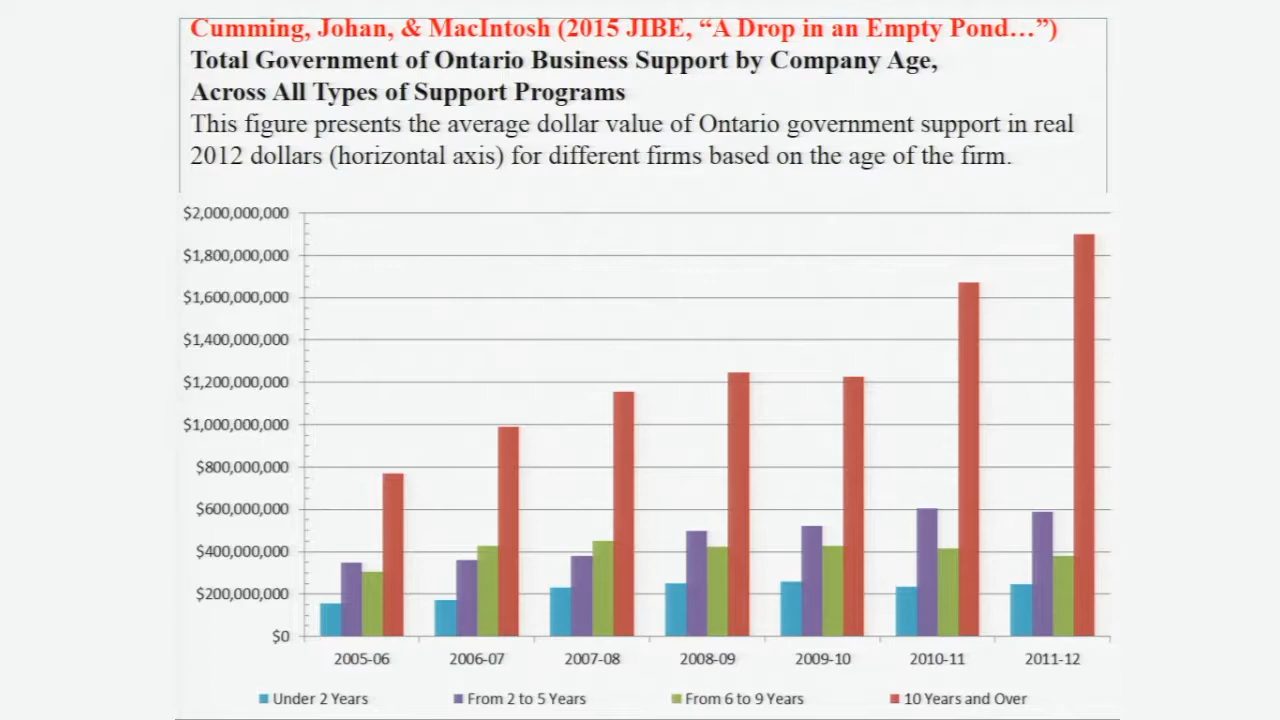 Cumming, Johan, & MacIntosh (2015 JIBE, “A Drop in an Empty Pond…”)
Total Government of Ontario Business Support by Company Age,
Across All Types of Support Programs
This figure presents the average dollar value of Ontario government support in real
2012 dollars (horizontal axis) for different firms based on the age of the firm.
$2,000,000,000
$1,800,000,000
$1,600,000,000
$1,400,000,000
$1,200,000,000
$1,000,000,000
$800,000,000
$600,000,000
$400,000,000
$200,000,000
$0
2005-06 2006-07 2007-08 2008-09 2009-10 2010-11 2011-12
Under 2 Years From 2 to 5 Years From 6 to 9 Years 10 Years and Over